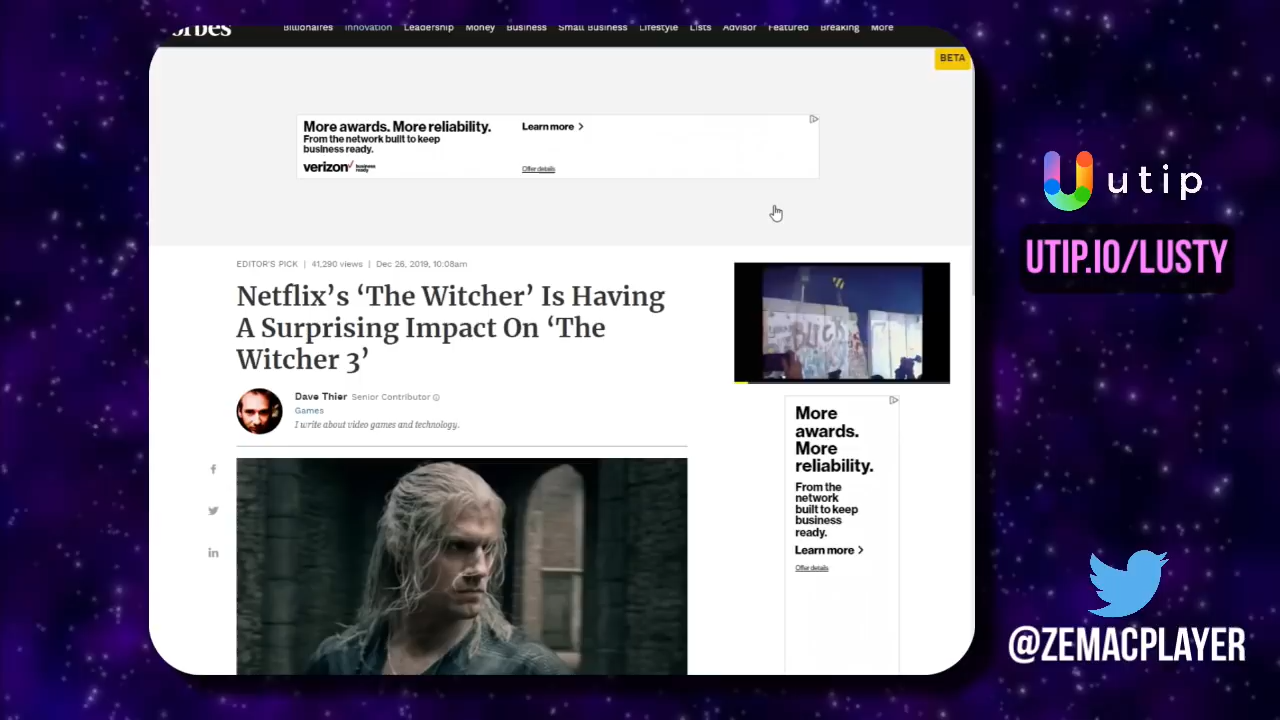 Forbes
Billionaires Innovation Leadership Money Business Small Business Lifestyle Lists Advisor Featured Breaking More
BETA
More awards. More reliability.
From the network built to keep
business ready.
verizon✓ business ready
Learn more >
Offer details
utip
UTIP.IO/LUSTY
EDITOR'S PICK | 41,290 views | Dec 26, 2019, 10:08am
Netflix’s ‘The Witcher’ Is Having
A Surprising Impact On ‘The
Witcher 3’
Dave Thier Senior Contributor
Games
I write about video games and technology.
More
awards.
More
reliability.
From the
network
built to keep
business
ready.
Learn more >
Offer details
@ZEMACPLAYER